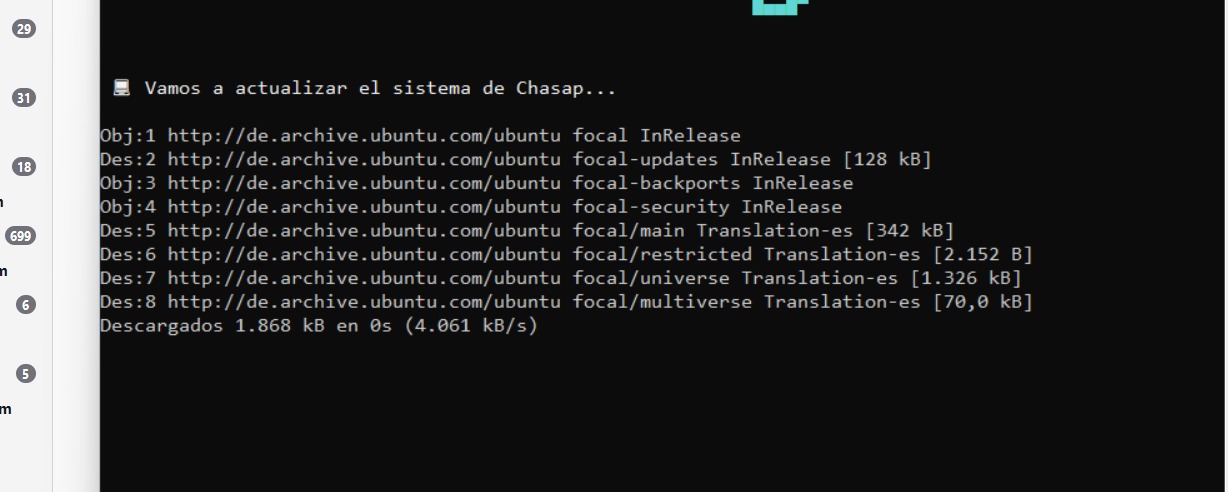 29
31
18
n
699
m
6
5
m
Vamos a actualizar el sistema de Chasap...
Obj:1 http://de.archive.ubuntu.com/ubuntu focal InRelease
Des:2 http://de.archive.ubuntu.com/ubuntu focal-updates InRelease [128 kB]
Obj:3 http://de.archive.ubuntu.com/ubuntu focal-backports InRelease
Obj:4 http://de.archive.ubuntu.com/ubuntu focal-security InRelease
Des:5 http://de.archive.ubuntu.com/ubuntu focal/main Translation-es [342 kB]
Des:6 http://de.archive.ubuntu.com/ubuntu focal/restricted Translation-es [2.152 B]
Des:7 http://de.archive.ubuntu.com/ubuntu focal/universe Translation-es [1.326 kB]
Des:8 http://de.archive.ubuntu.com/ubuntu focal/multiverse Translation-es [70,0 kB]
Descargados 1.868 kB en 0s (4.061 kB/s)